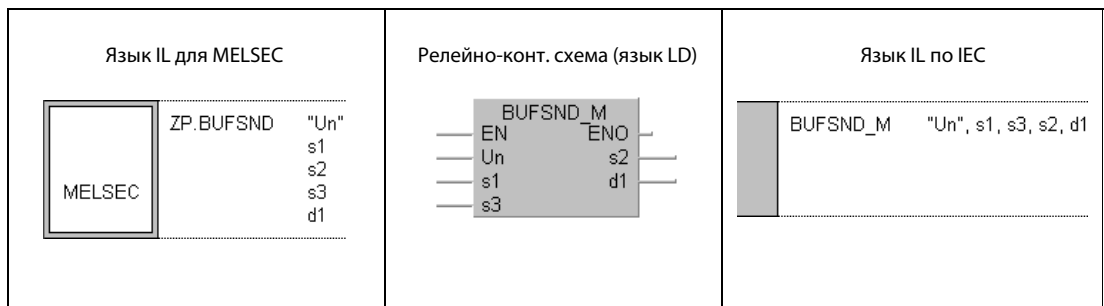 Язык IL для MELSEC
MELSEC
ZP.BUFSND "Un"
s1
s2
s3
d1
Релейно-конт. схема (язык LD)
BUFSND_M
EN ENO
Un s2
s1 d1
s3
Язык IL по IEC
BUFSND_M "Un", s1, s3, s2, d1